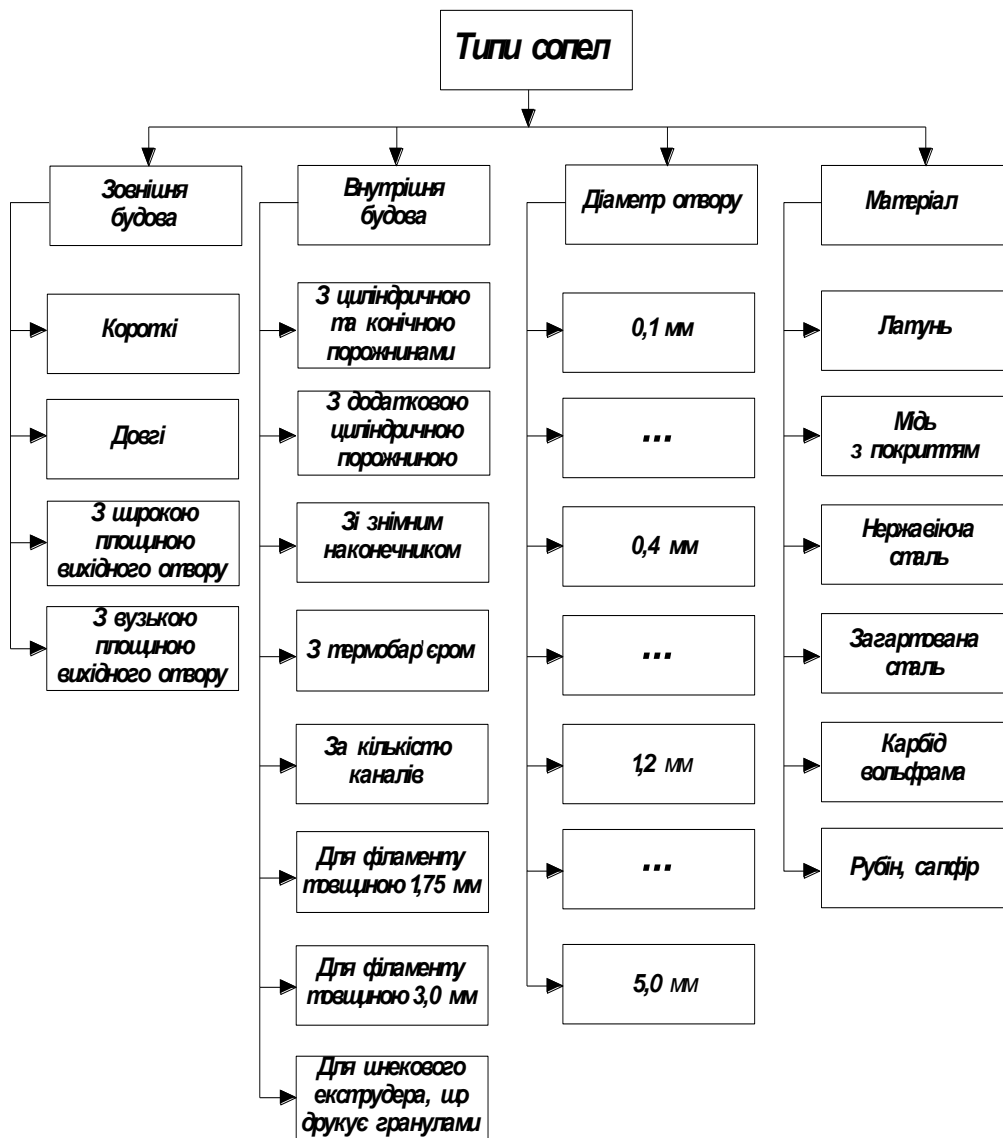 Типи сопел
Зовнішня
будова
Короткі
Довгі
З широкою
площиною
вихідного отвору
З вузькою
площиною
вихідного отвору
Внутрішня
будова
З циліндричною
та конічною
порожнинами
З додатковою
циліндричною
порожниною
Зі знімним
наконечником
З термобар'єром
За кількістю
каналів
Для філаменту
товщиною 1,75 мм
Для філаменту
товщиною 3,0 мм
Для шнекового
екструдера, що
друкує гранулами
Діаметр отвору
0,1 мм
...
0,4 мм
...
1,2 мм
...
5,0 мм
Матеріал
Латунь
Мідь
з покриттям
Нержавіюча
сталь
Загартована
сталь
Карбід
вольфрама
Рубін, сапфір